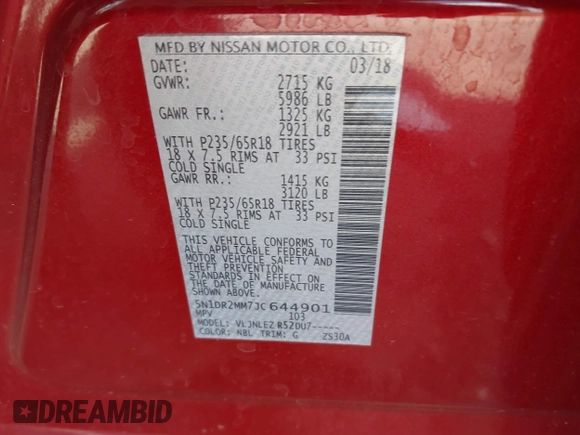 MFD BY NISSAN MOTOR CO., LTD.
DATE: 03/18
GVWR: 2715 KG
5986 LB
GAWR FR.: 1325 KG
2921 LB
WITH P235/65R18 TIRES
18 X 7.5 RIMS AT 33 PSI
COLD SINGLE
GAWR RR.: 1415 KG
3120 LB
WITH P235/65R18 TIRES
18 X 7.5 RIMS AT 33 PSI
COLD SINGLE
THIS VEHICLE CONFORMS TO
ALL APPLICABLE FEDERAL
MOTOR VEHICLE SAFETY AND
THEFT PREVENTION
STANDARDS IN EFFECT ON
THE DATE OF MANUFACTURE
SHOWN ABOVE.
5N1DR2MM7JC644901
MPV 103
MODEL: VLJNLEZ R52DU7-----
COLOR: NBL TRIM: G ZS30A
DREAMBID